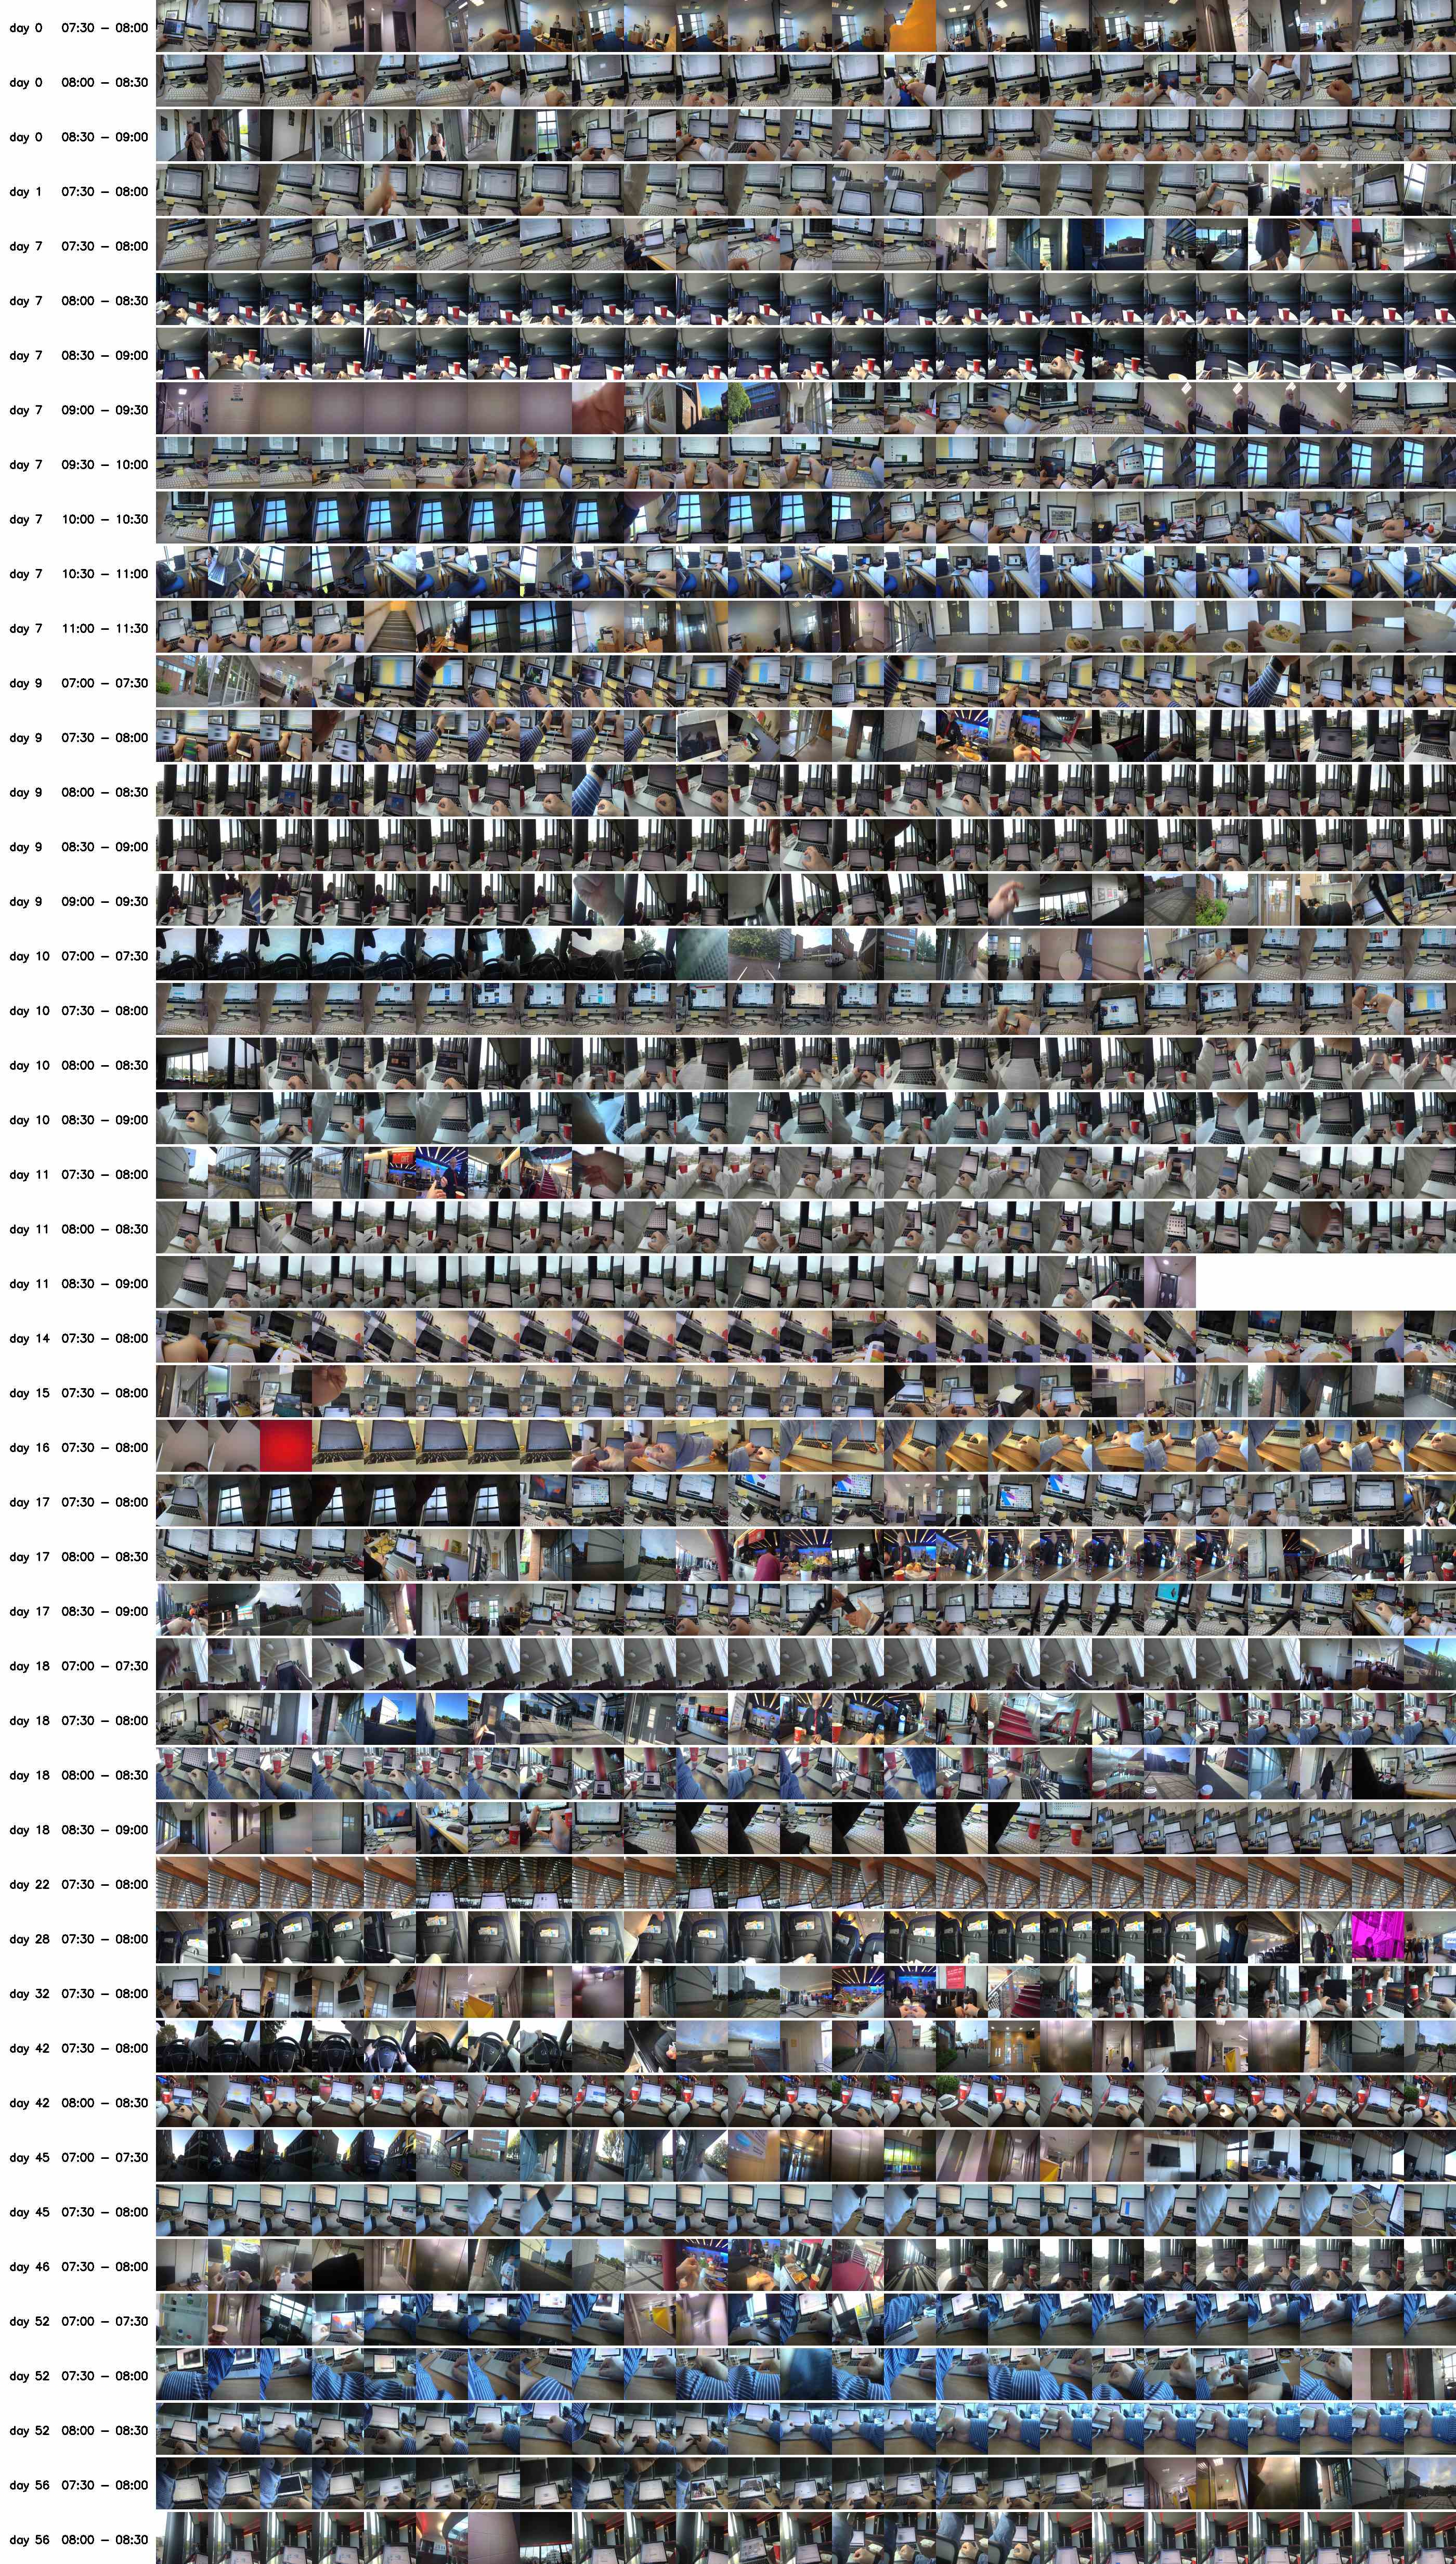 day 0 07:30 – 08:00
day 0 08:00 – 08:30
day 0 08:30 – 09:00
day 1 07:30 – 08:00
day 7 07:30 – 08:00
day 7 08:00 – 08:30
day 7 08:30 – 09:00
day 7 09:00 – 09:30
day 7 09:30 – 10:00
day 7 10:00 – 10:30
day 7 10:30 – 11:00
day 7 11:00 – 11:30
day 9 07:00 – 07:30
day 9 07:30 – 08:00
day 9 08:00 – 08:30
day 9 08:30 – 09:00
day 9 09:00 – 09:30
day 10 07:00 – 07:30
day 10 07:30 – 08:00
day 10 08:00 – 08:30
day 10 08:30 – 09:00
day 11 07:30 – 08:00
day 11 08:00 – 08:30
day 11 08:30 – 09:00
day 14 07:30 – 08:00
day 15 07:30 – 08:00
day 16 07:30 – 08:00
day 17 07:30 – 08:00
day 17 08:00 – 08:30
day 17 08:30 – 09:00
day 18 07:00 – 07:30
day 18 07:30 – 08:00
day 18 08:00 – 08:30
day 18 08:30 – 09:00
day 22 07:30 – 08:00
day 28 07:30 – 08:00
day 32 07:30 – 08:00
day 42 07:30 – 08:00
day 42 08:00 – 08:30
day 45 07:00 – 07:30
day 45 07:30 – 08:00
day 46 07:30 – 08:00
day 52 07:00 – 07:30
day 52 07:30 – 08:00
day 52 08:00 – 08:30
day 56 07:30 – 08:00
day 56 08:00 – 08:30